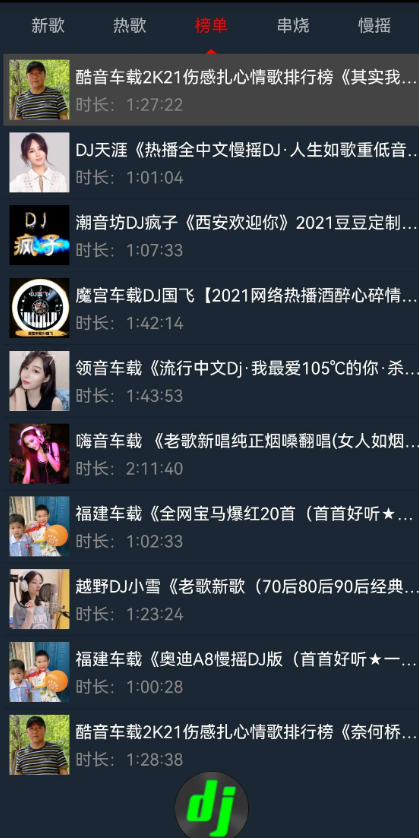 新歌 热歌 榜单 串烧 慢摇
酷音车载2K21伤感扎心情歌排行榜《其实我...
时长：1:27:22
DJ天涯《热播全中文慢摇DJ·人生如歌重低音...
时长：1:01:04
DJ
疯子
潮音坊DJ疯子《西安欢迎你》2021豆豆定制...
时长：1:07:33
魔宫车载DJ国飞【2021网络热播酒醉心碎情...
时长：1:42:14
领音车载《流行中文Dj·我最爱105℃的你·杀...
时长：1:43:53
嗨音车载 《老歌新唱纯正烟嗓翻唱(女人如烟...
时长：2:11:40
福建车载《全网宝马爆红20首（首首好听★...
时长：1:02:33
越野DJ小雪《老歌新歌（70后80后90后经典...
时长：1:23:24
福建车载《奥迪A8慢摇DJ版（首首好听★一...
时长：1:00:28
酷音车载2K21伤感扎心情歌排行榜《奈何桥...
时长：1:28:38
dj